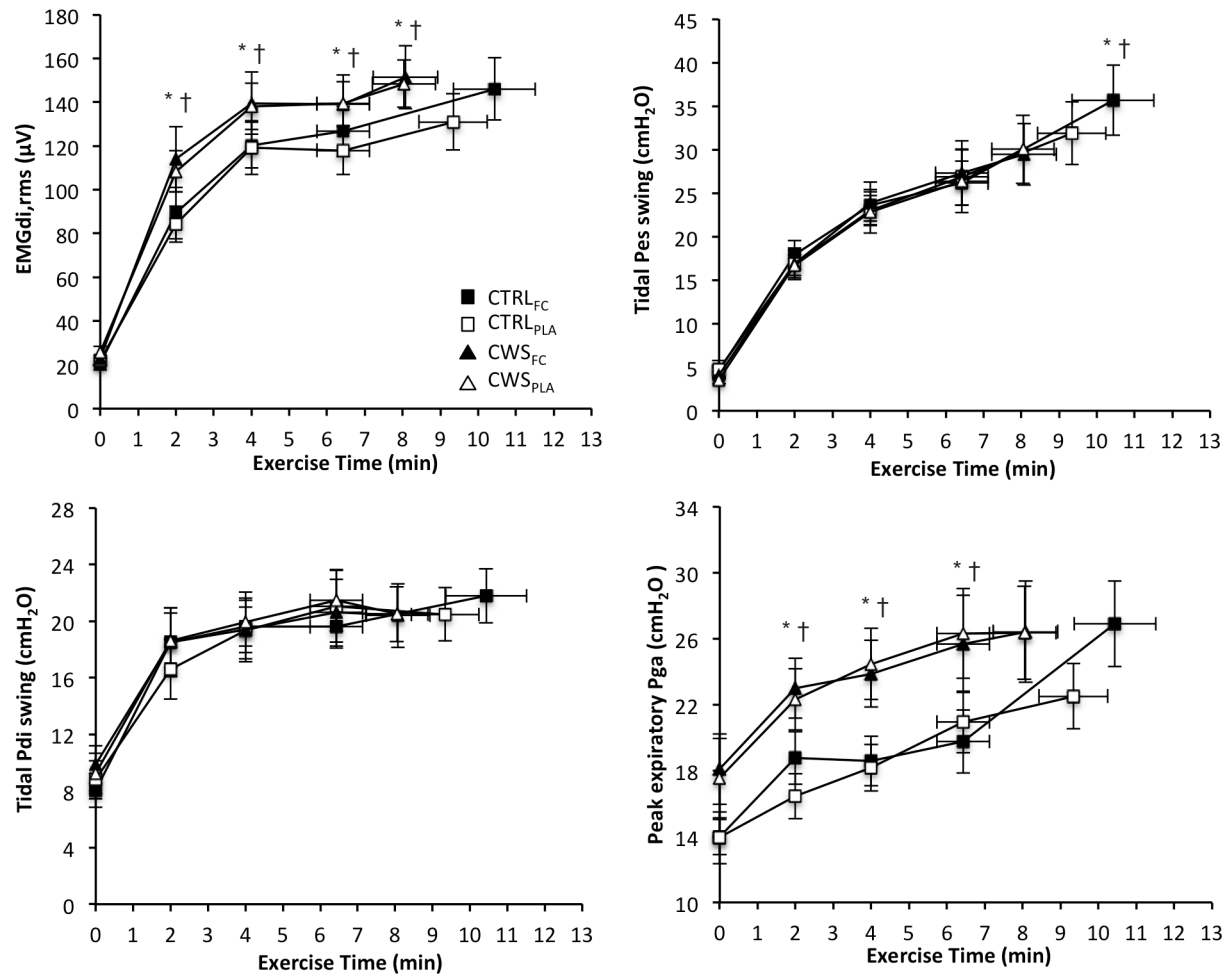 180
160
140
120
100
80
60
40
20
0
EMGdi,rms (µV)
* †
* †
* †
* †
CTRL_FC
CTRL_PLA
CWS_FC
CWS_PLA
0 1 2 3 4 5 6 7 8 9 10 11 12 13
Exercise Time (min)
45
40
35
30
25
20
15
10
5
0
Tidal Pes swing (cmH₂O)
* †
0 1 2 3 4 5 6 7 8 9 10 11 12 13
Exercise Time (min)
28
24
20
16
12
8
4
0
Tidal Pdi swing (cmH₂O)
0 1 2 3 4 5 6 7 8 9 10 11 12 13
Exercise Time (min)
34
30
26
22
18
14
10
Peak expiratory Pga (cmH₂O )
* †
* †
* †
0 1 2 3 4 5 6 7 8 9 10 11 12 13
Exercise Time (min)